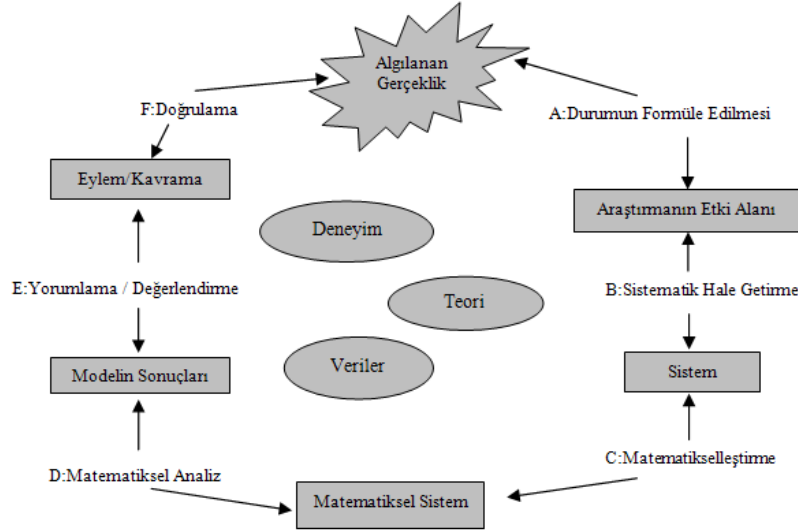 Algılanan
Gerçeklik
F:Doğrulama
A:Durumun Formüle Edilmesi
Eylem/Kavrama
Araştırmanın Etki Alanı
Deneyim
E:Yorumlama / Değerlendirme
B:Sistematik Hale Getirme
Teori
Modelin Sonuçları
Veriler
Sistem
D:Matematiksel Analiz
C:Matematikselleştirme
Matematiksel Sistem